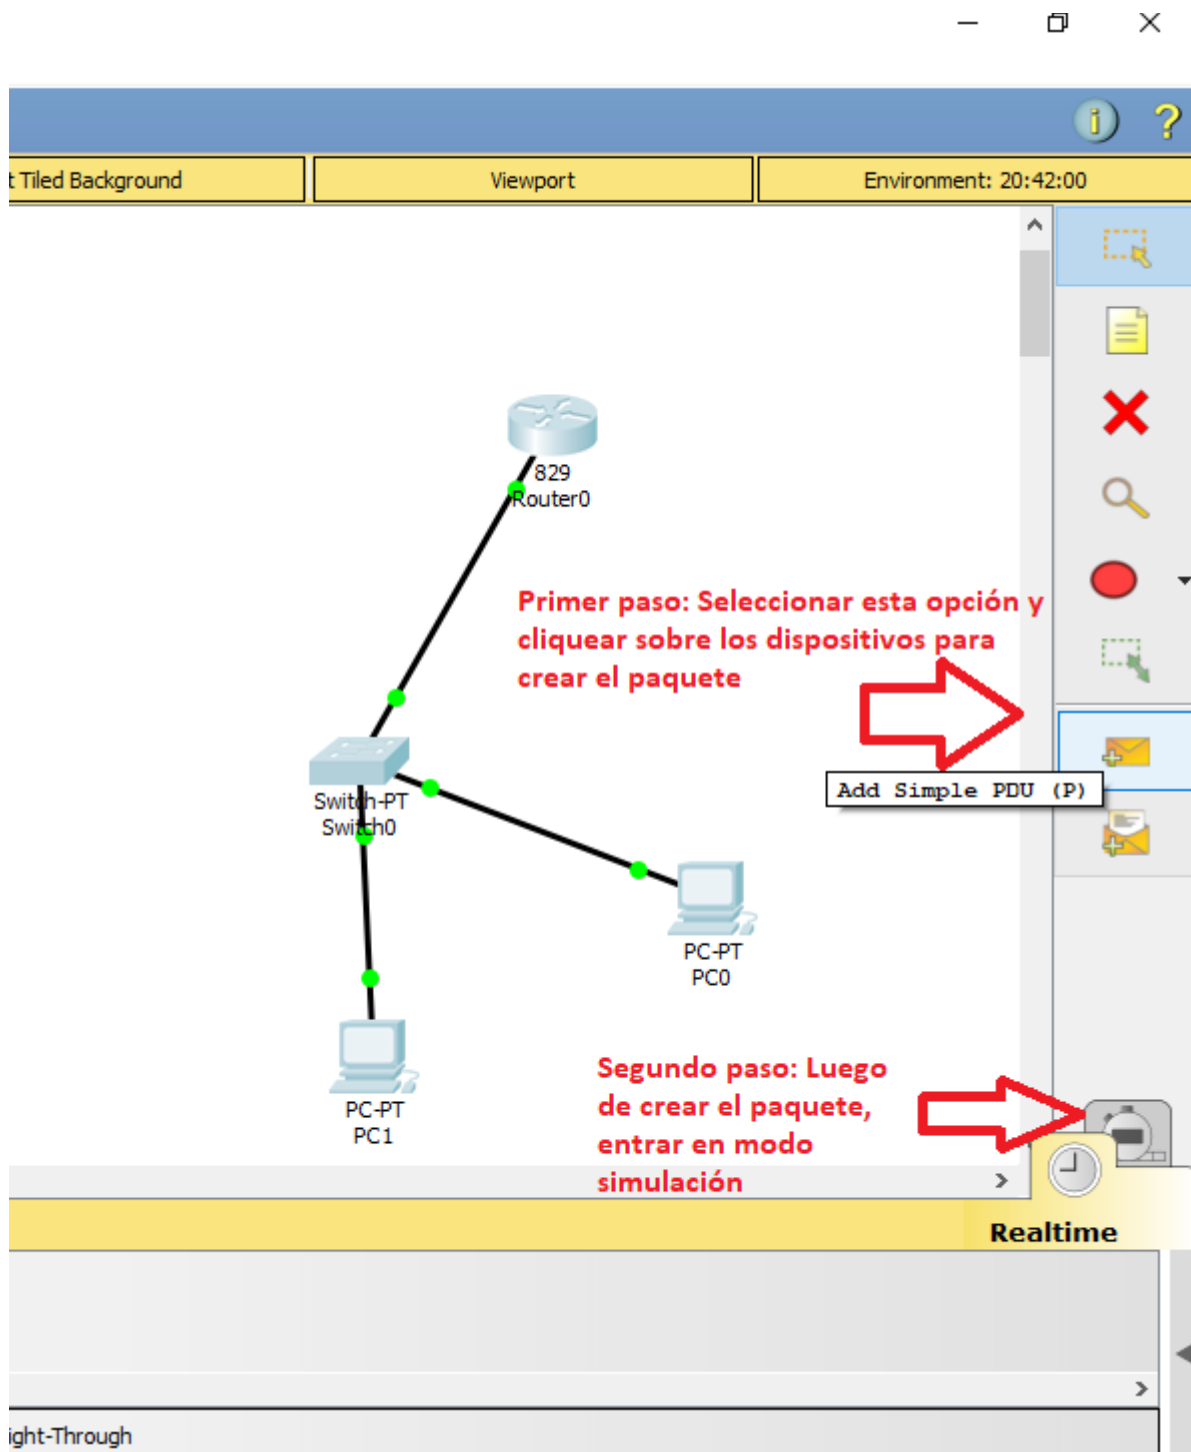 t Tiled Background
Viewport
Environment: 20:42:00
829
Router0
Primer paso: Seleccionar esta opción y
cliquear sobre los dispositivos para
crear el paquete
Add Simple PDU (P)
Switch-PT
Switch0
PC-PT
PC0
PC-PT
PC1
Segundo paso: Luego
de crear el paquete,
entrar en modo
simulación
Realtime
ight-Through